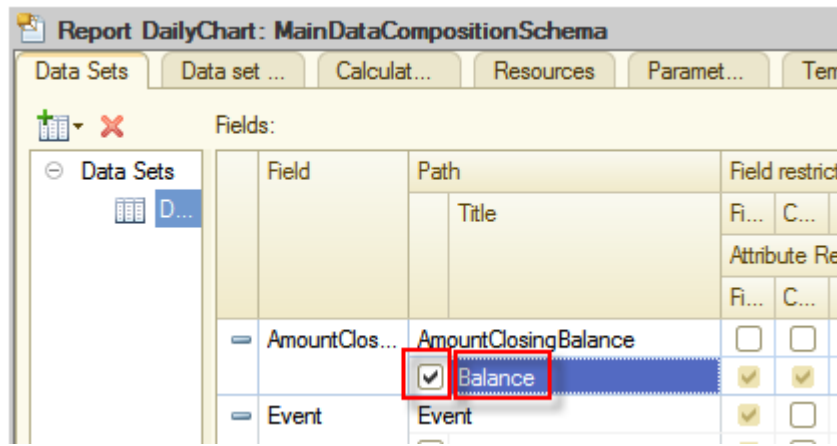 Report DailyChart: MainDataCompositionSchema
Data Sets Data set ... Calculat... Resources Paramet... Ten
Fields:
Data Sets Field Path Field restrict
D... Title Fi... C...
Attribute Re
Fi... C...
AmountClos... AmountClosingBalance
Balance
Event Event